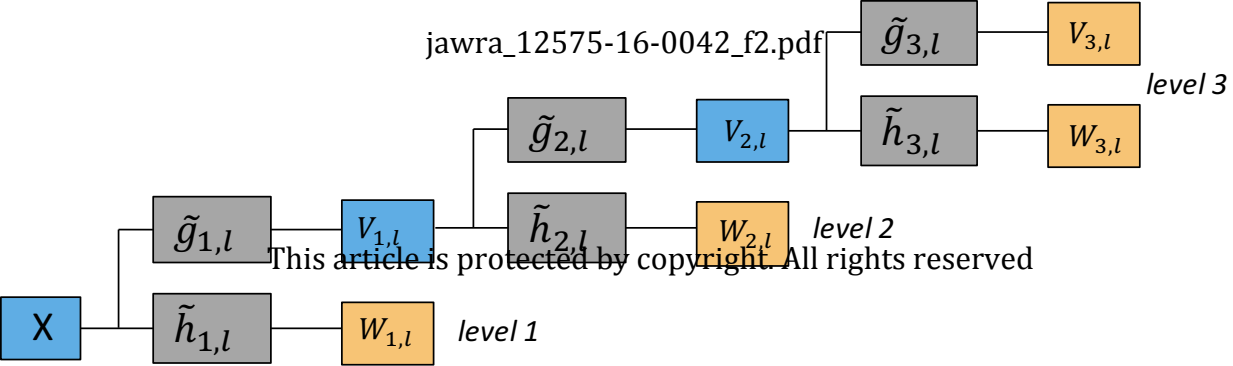 jawra_12575-16-0042_f2.pdf
g̃3,l
V3,l
level 3
h̃3,l
W3,l
g̃2,l
V2,l
h̃2,l
W2,l
level 2
g̃1,l
V1,l
This article is protected by copyright. All rights reserved
X
h̃1,l
W1,l
level 1